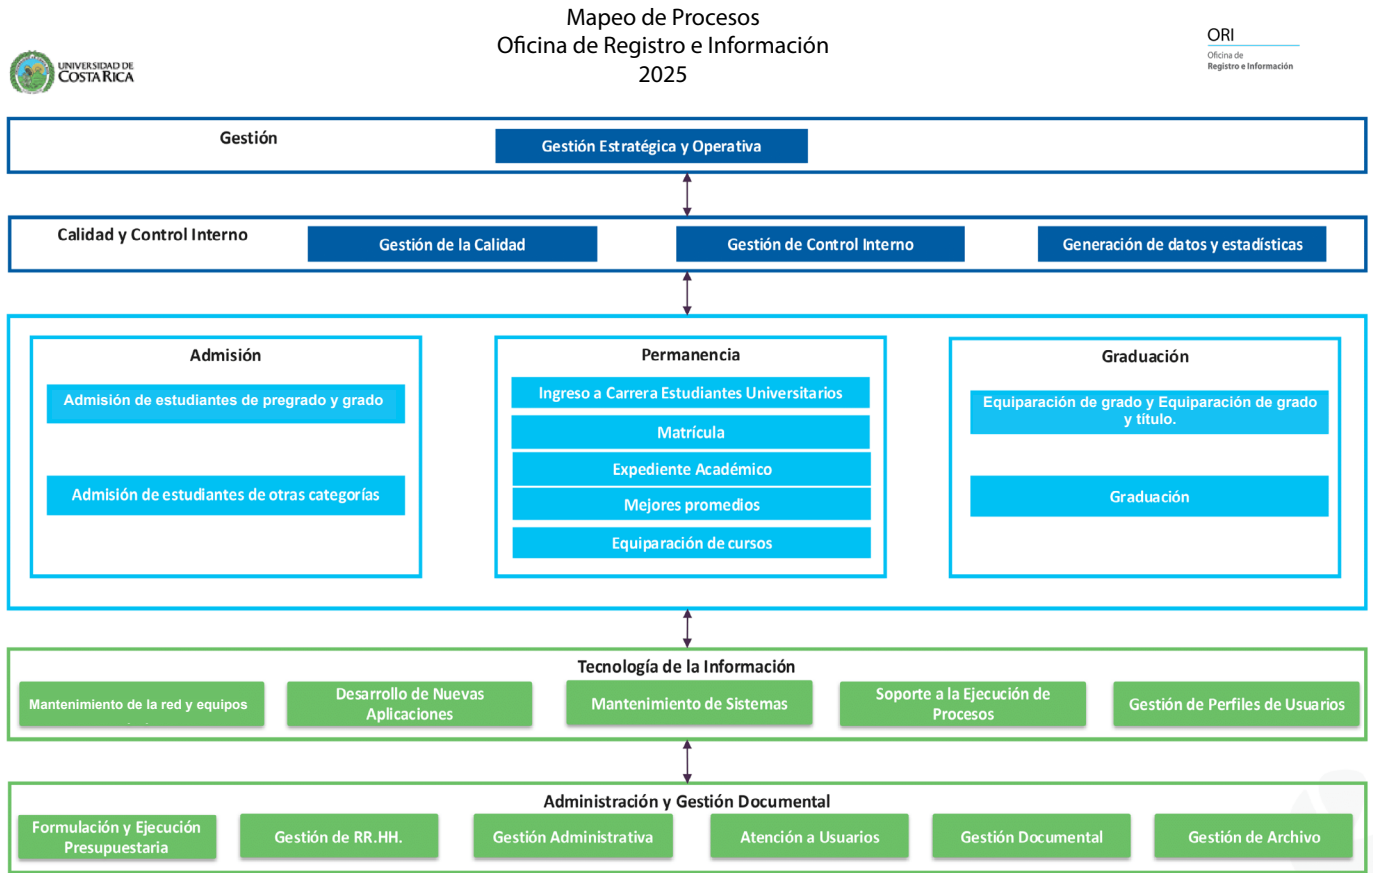 Mapeo de Procesos
Oficina de Registro e Información
2025
UNIVERSIDAD DE
COSTA RICA
ORI
Oficina de
Registro e Información
Gestión
Gestión Estratégica y Operativa
Calidad y Control Interno
Gestión de la Calidad
Gestión de Control Interno
Generación de datos y estadísticas
Admisión
Admisión de estudiantes de pregrado y grado
Admisión de estudiantes de otras categorías
Permanencia
Ingreso a Carrera Estudiantes Universitarios
Matrícula
Expediente Académico
Mejores promedios
Equiparación de cursos
Graduación
Equiparación de grado y Equiparación de grado
y título.
Graduación
Tecnología de la Información
Mantenimiento de la red y equipos
Desarrollo de Nuevas
Aplicaciones
Mantenimiento de Sistemas
Soporte a la Ejecución de
Procesos
Gestión de Perfiles de Usuarios
Administración y Gestión Documental
Formulación y Ejecución
Presupuestaria
Gestión de RR.HH.
Gestión Administrativa
Atención a Usuarios
Gestión Documental
Gestión de Archivo